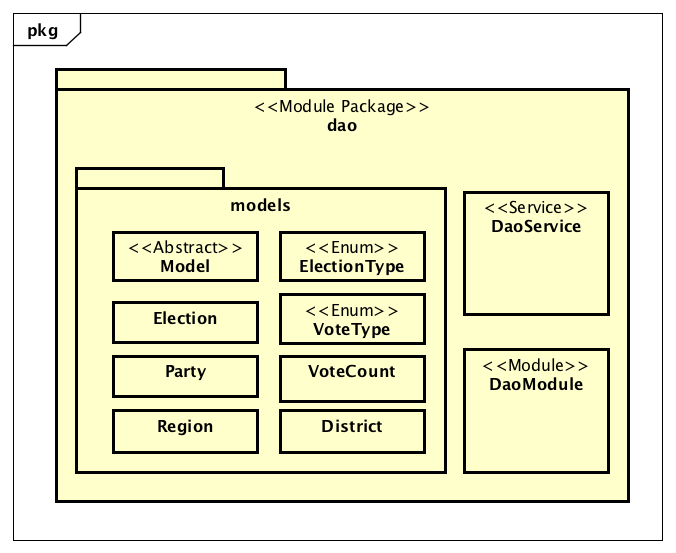 pkg
<<Module Package>>
dao
models
<<Abstract>>
Model
<<Enum>>
ElectionType
Election
<<Enum>>
VoteType
Party
VoteCount
Region
District
<<Service>>
DaoService
<<Module>>
DaoModule